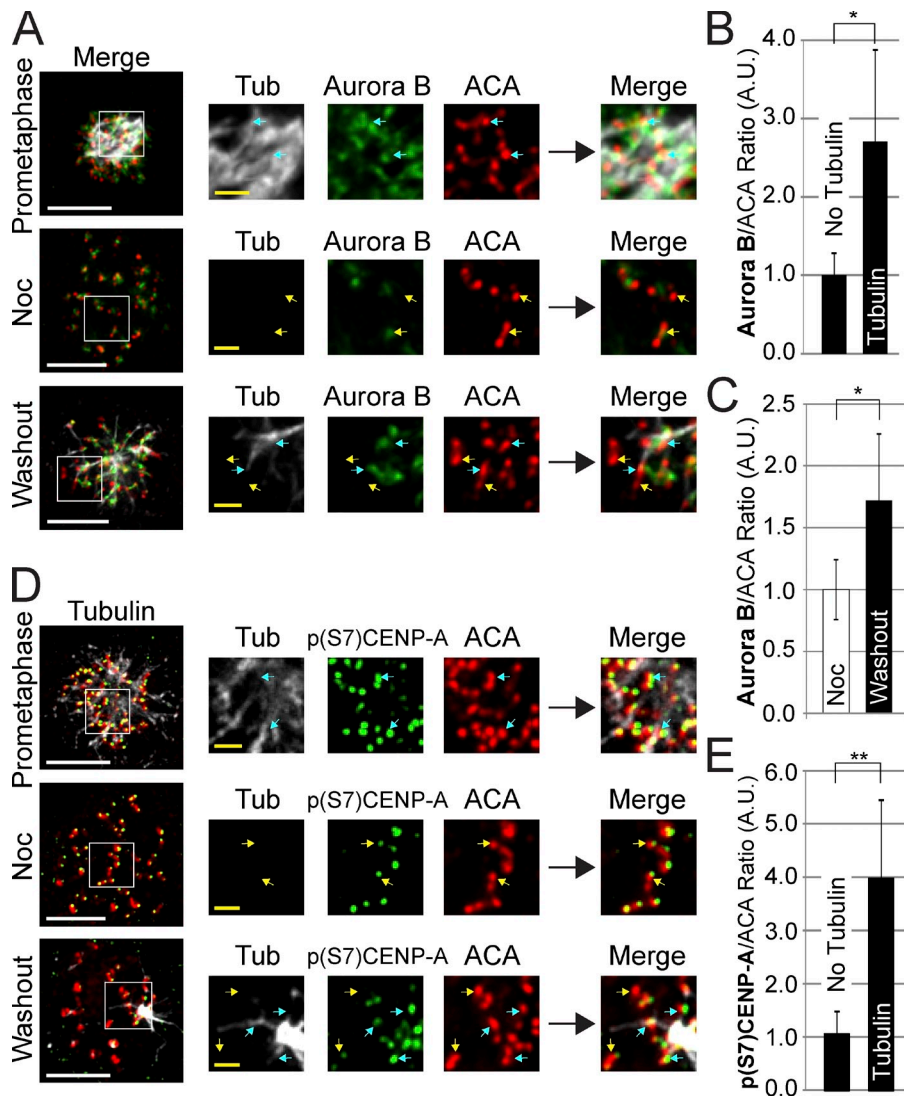 A
Merge
Prometaphase
Tub
Aurora B
ACA
Merge
Noc
Tub
Aurora B
ACA
Merge
Washout
Tub
Aurora B
ACA
Merge
B
Aurora B/ACA Ratio (A.U.)
4.0
3.0
2.0
1.0
0.0
*
No Tubulin
Tubulin
C
Aurora B/ACA Ratio (A.U.)
2.5
2.0
1.5
1.0
0.5
0.0
*
Noc
Washout
D
Tubulin
Prometaphase
Tub
p(S7)CENP-A
ACA
Merge
Noc
Tub
p(S7)CENP-A
ACA
Merge
Washout
Tub
p(S7)CENP-A
ACA
Merge
E
p(S7)CENP-A/ACA Ratio (A.U.)
6.0
5.0
4.0
3.0
2.0
1.0
0.0
**
No Tubulin
Tubulin